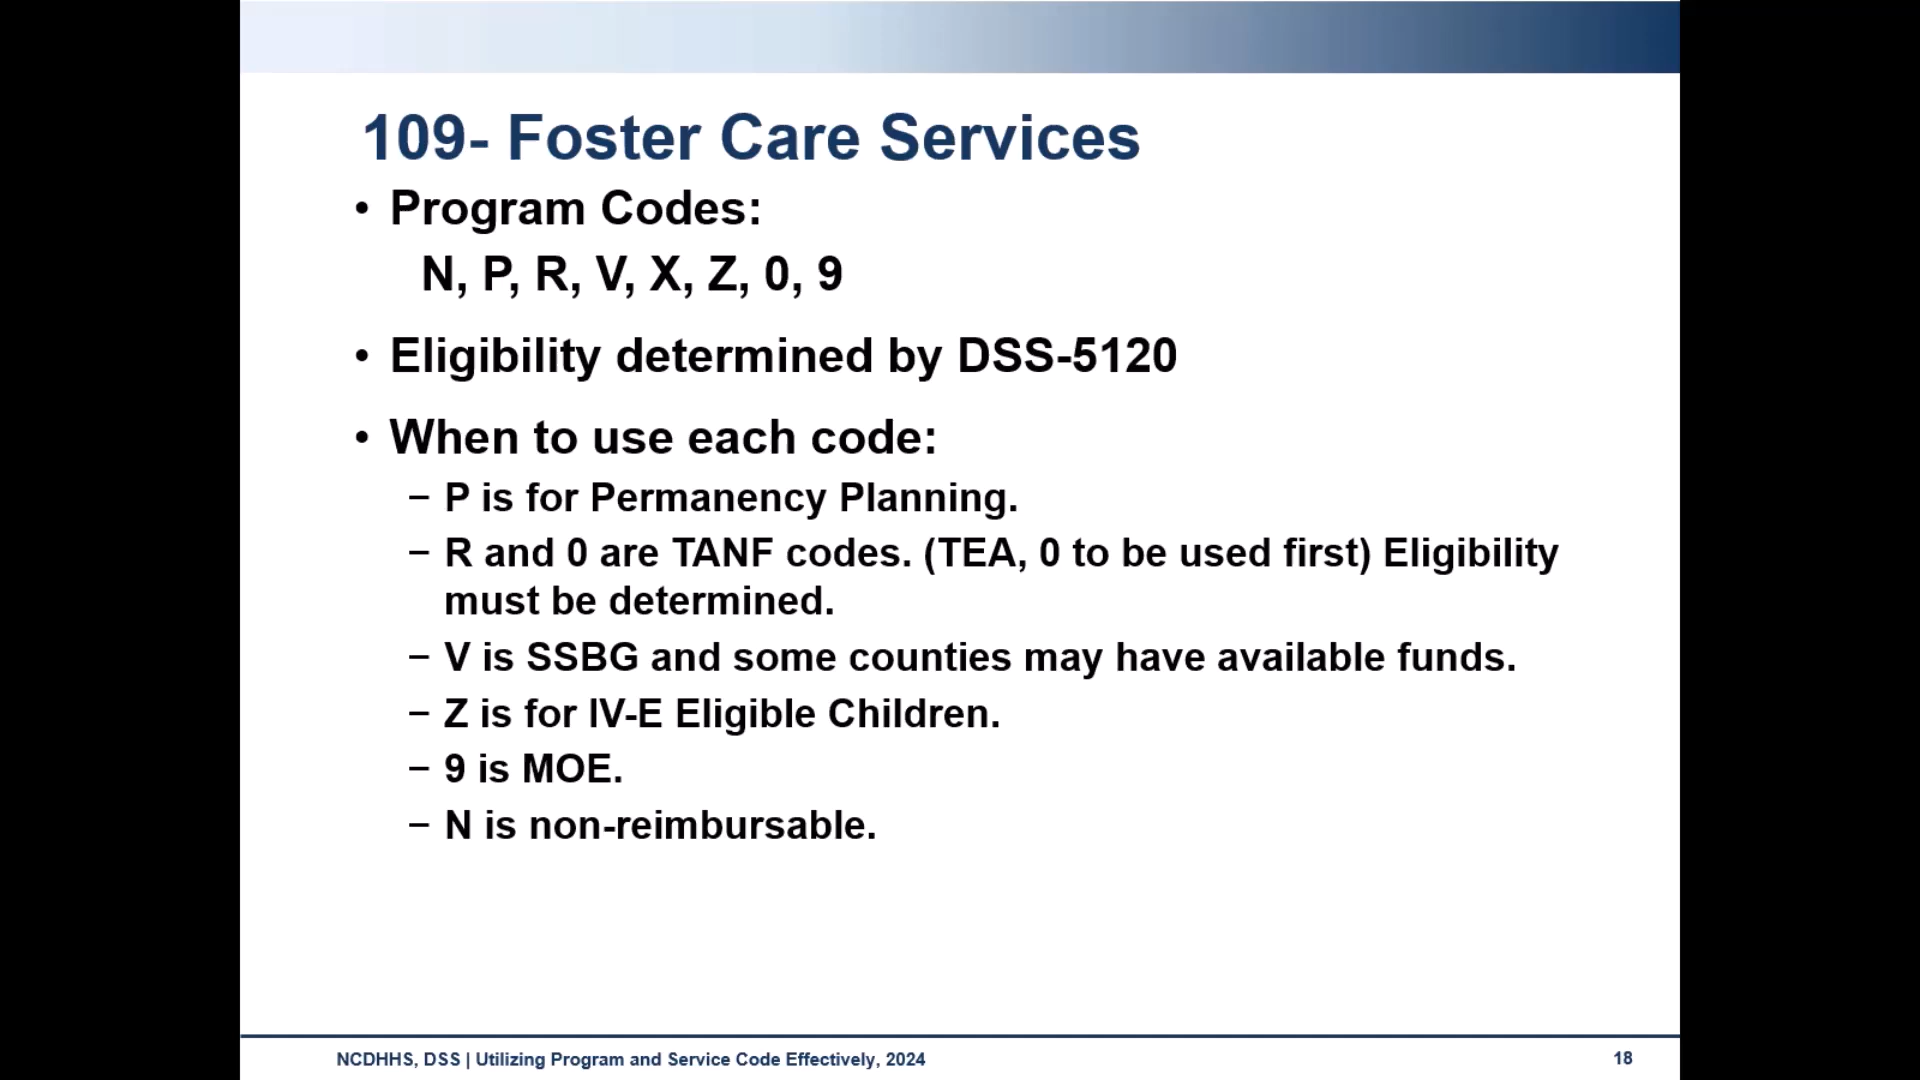 109- Foster Care Services
• Program Codes:
N, P, R, V, X, Z, 0, 9
• Eligibility determined by DSS-5120
• When to use each code:
– P is for Permanency Planning.
– R and 0 are TANF codes. (TEA, 0 to be used first) Eligibility
must be determined.
– V is SSBG and some counties may have available funds.
– Z is for IV-E Eligible Children.
– 9 is MOE.
– N is non-reimbursable.
NCDHHS, DSS | Utilizing Program and Service Code Effectively, 2024
18